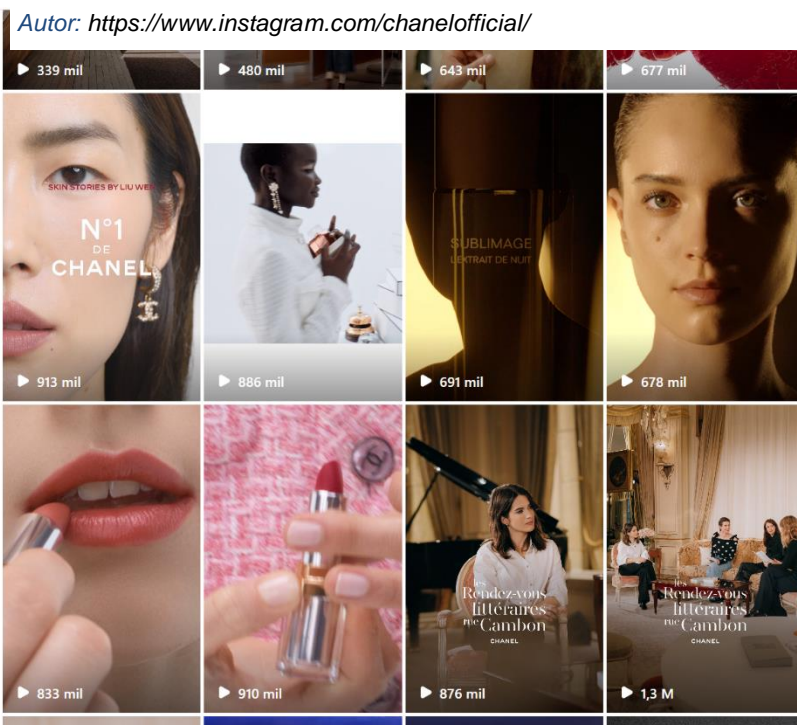 Autor: https://www.instagram.com/chanelofficial/
339 mil
480 mil
643 mil
677 mil
SKIN STORIES BY LIU WEN
N°1
DE
CHANEL
913 mil
886 mil
SUBLIMAGE
L'EXTRAIT DE NUIT
691 mil
678 mil
833 mil
910 mil
les
Rendez-vous
littéraires
rue Cambon
CHANEL
876 mil
les
Rendez-vous
littéraires
rue Cambon
CHANEL
1,3 M